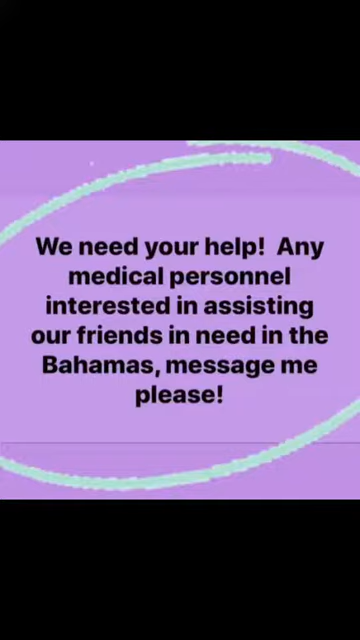 We need your help!  Any
medical personnel
interested in assisting
our friends in need in the
Bahamas, message me
please!